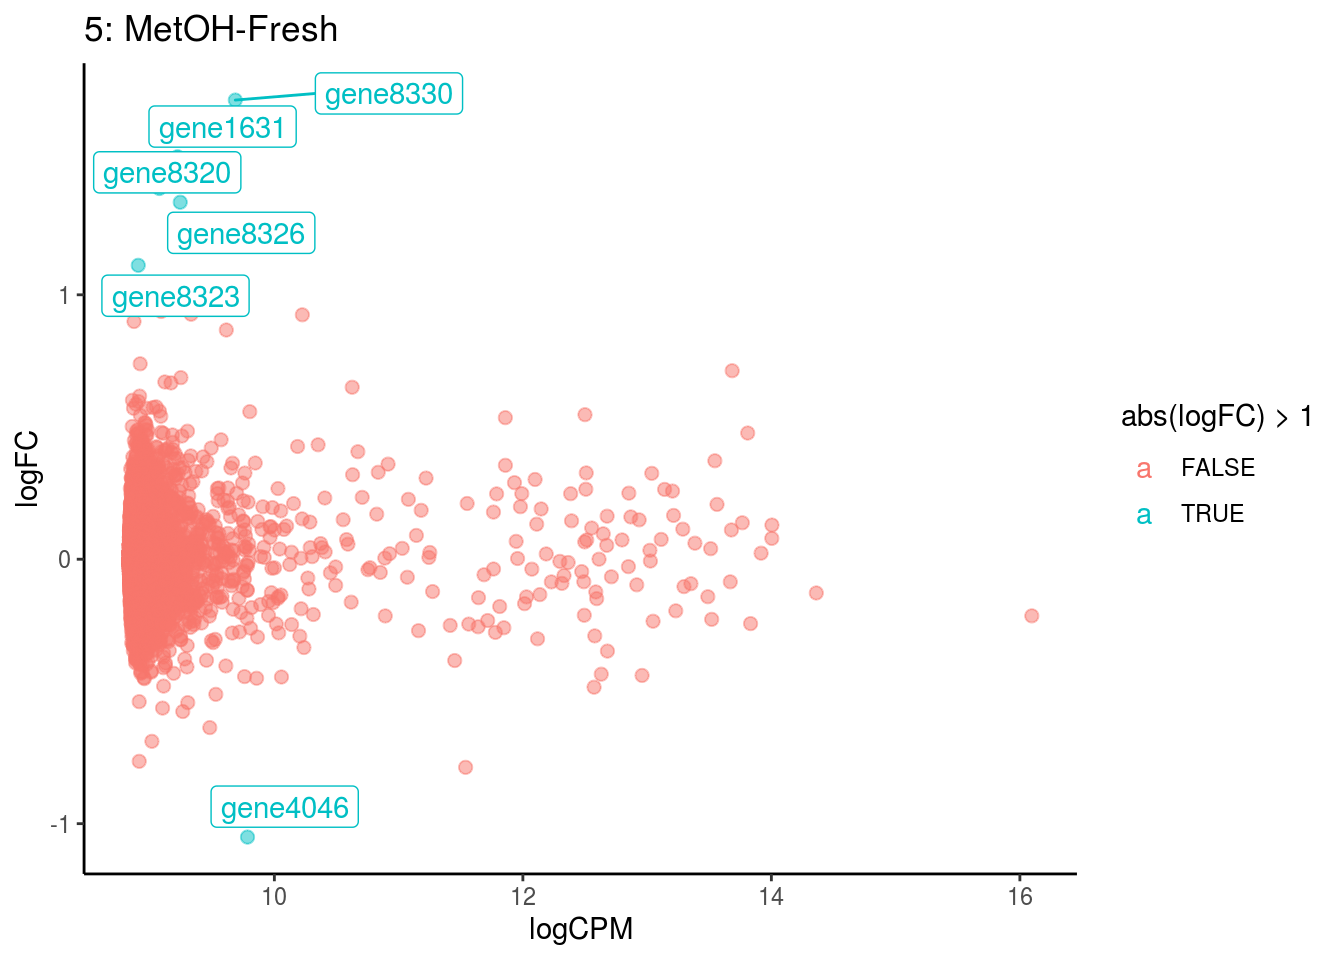 5: MetOH-Fresh
gene8330
gene1631
gene8320
gene8326
gene8323
gene4046
1
0
-1
logFC
10
12
14
16
logCPM
abs(logFC) > 1
a FALSE
a TRUE